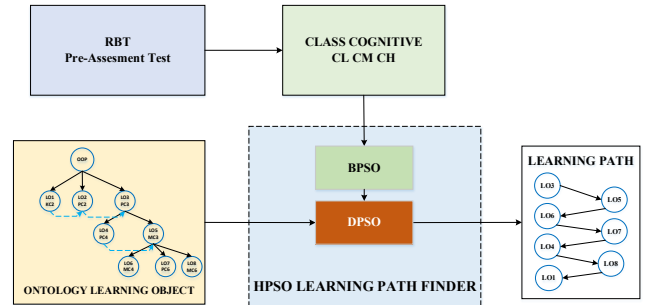 RBT
Pre-Assesment Test
CLASS COGNITIVE
CL CM CH
OOP
LO1
KC2
LO2
PC2
LO3
PC3
LO4
PC4
LO5
MC3
LO6
MC4
LO7
PC6
LO8
MC6
ONTOLOGY LEARNING OBJECT
BPSO
DPSO
HPSO LEARNING PATH FINDER
LEARNING PATH
LO3
LO5
LO6
LO7
LO4
LO8
LO1